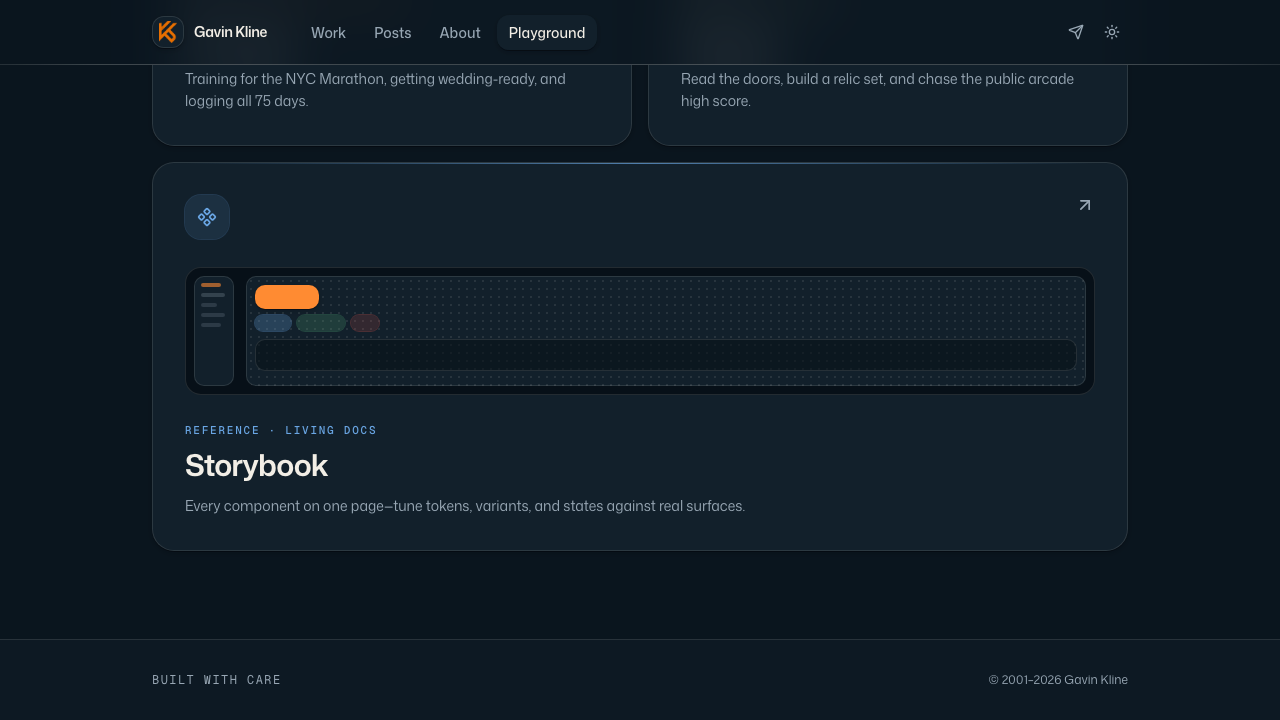 Gavin Kline
Work
Posts
About
Playground
Training for the NYC Marathon, getting wedding-ready, and
logging all 75 days.
Read the doors, build a relic set, and chase the public arcade
high score.
REFERENCE · LIVING DOCS
Storybook
Every component on one page—tune tokens, variants, and states against real surfaces.
BUILT WITH CARE
© 2001–2026 Gavin Kline